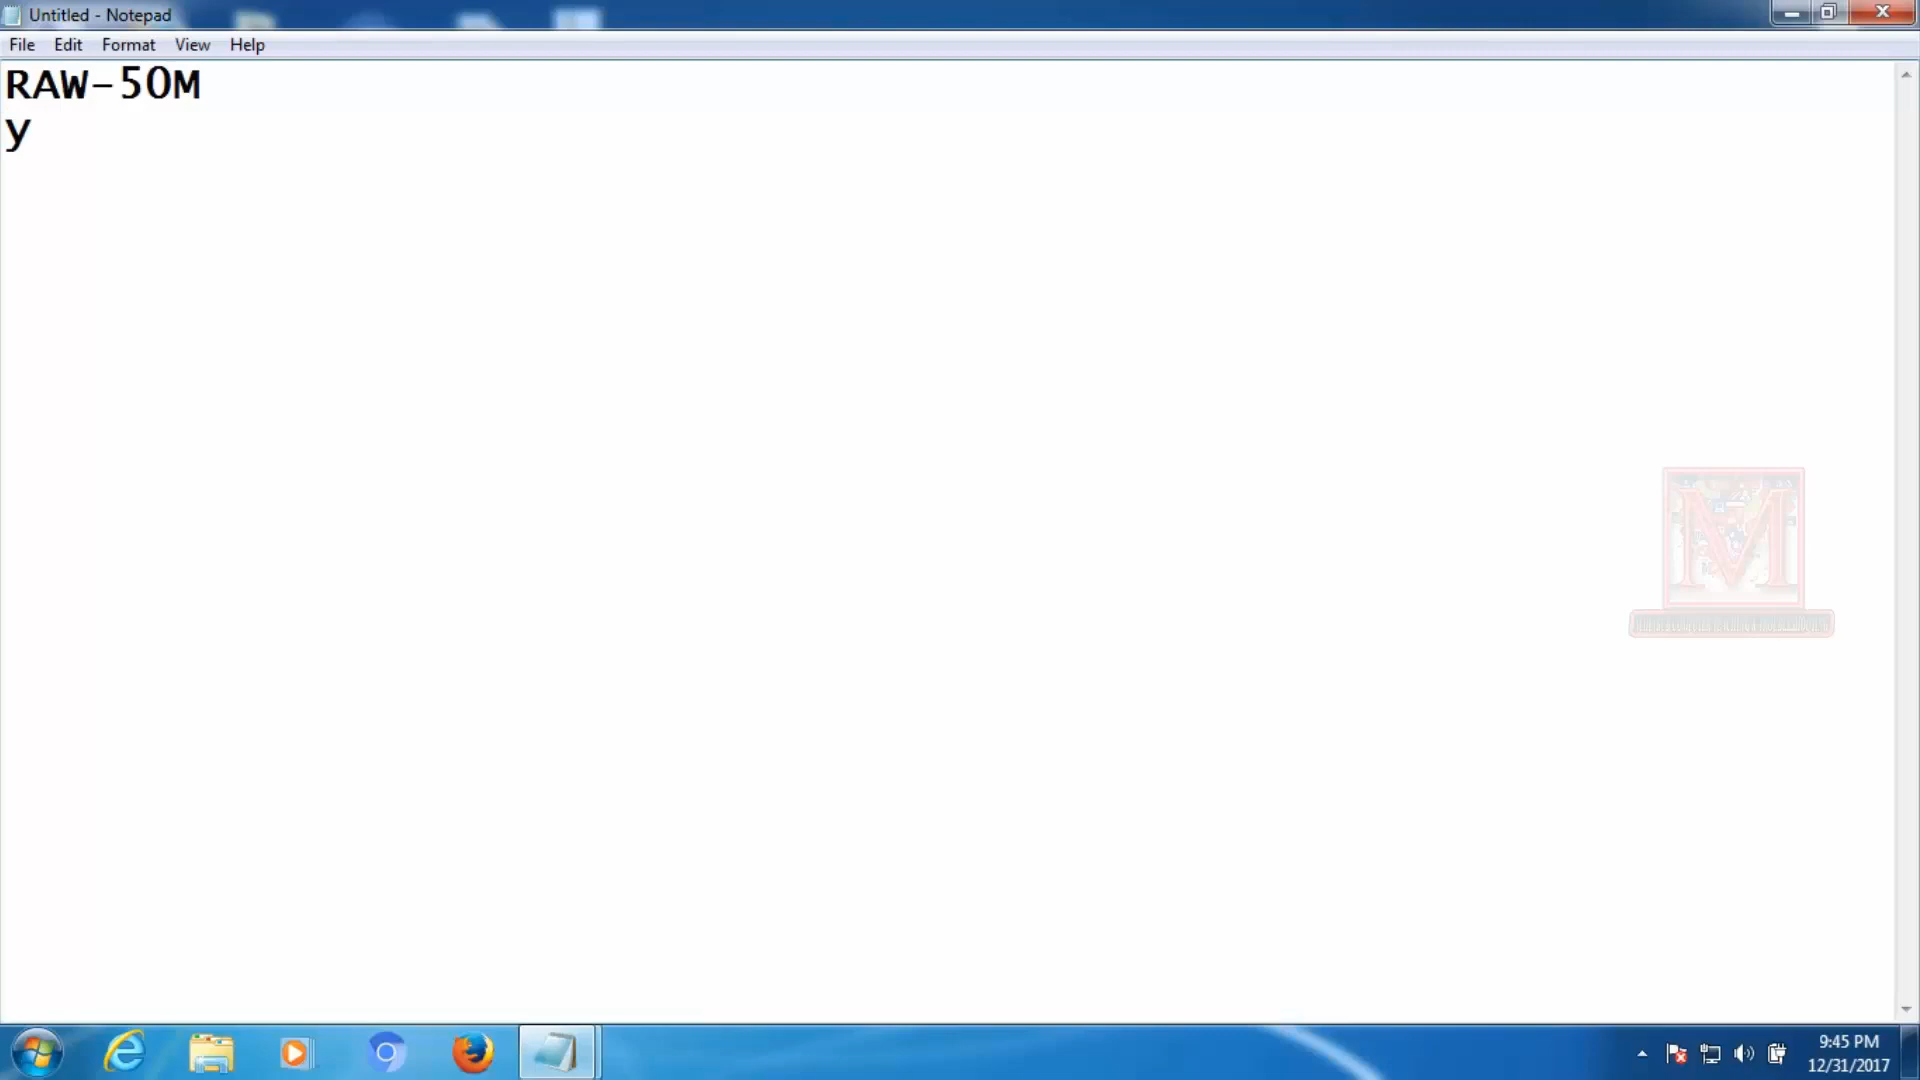 Untitled - Notepad
File Edit Format View Help
RAW-50M
y
M
9:45 PM
12/31/2017